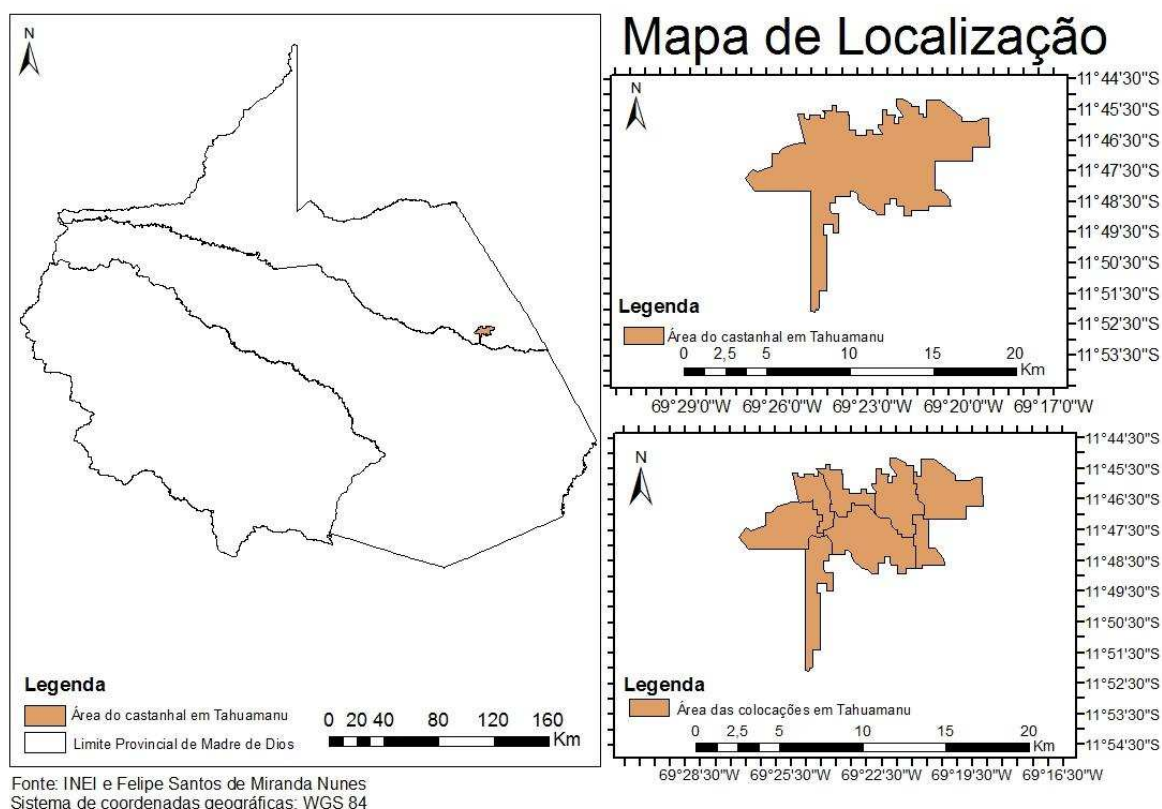 Mapa de Localização
N
Legenda
Área do castanhal em Tahuamanu
Limite Provincial de Madre de Dios
0 20 40 80 120 160
Km
N
11°44'30"S
11°45'30"S
11°46'30"S
11°47'30"S
11°48'30"S
11°49'30"S
11°50'30"S
11°51'30"S
11°52'30"S
11°53'30"S
Legenda
Área do castanhal em Tahuamanu
0 2,5 5 10 15 20
Km
69°29'0"W 69°26'0"W 69°23'0"W 69°20'0"W 69°17'0"W
N
11°44'30"S
11°45'30"S
11°46'30"S
11°47'30"S
11°48'30"S
11°49'30"S
11°50'30"S
11°51'30"S
11°52'30"S
11°53'30"S
11°54'30"S
Legenda
Área das colocações em Tahuamanu
0 2,5 5 10 15 20
Km
69°28'30"W 69°25'30"W 69°22'30"W 69°19'30"W 69°16'30"W
Fonte: INEI e Felipe Santos de Miranda Nunes
Sistema de coordenadas geográficas: WGS 84